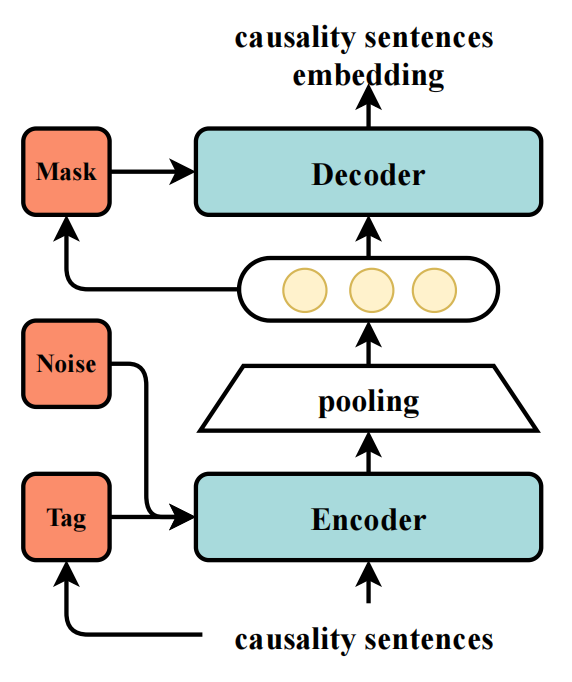 causality sentences
embedding
Mask
Decoder
Noise
pooling
Tag
Encoder
causality sentences